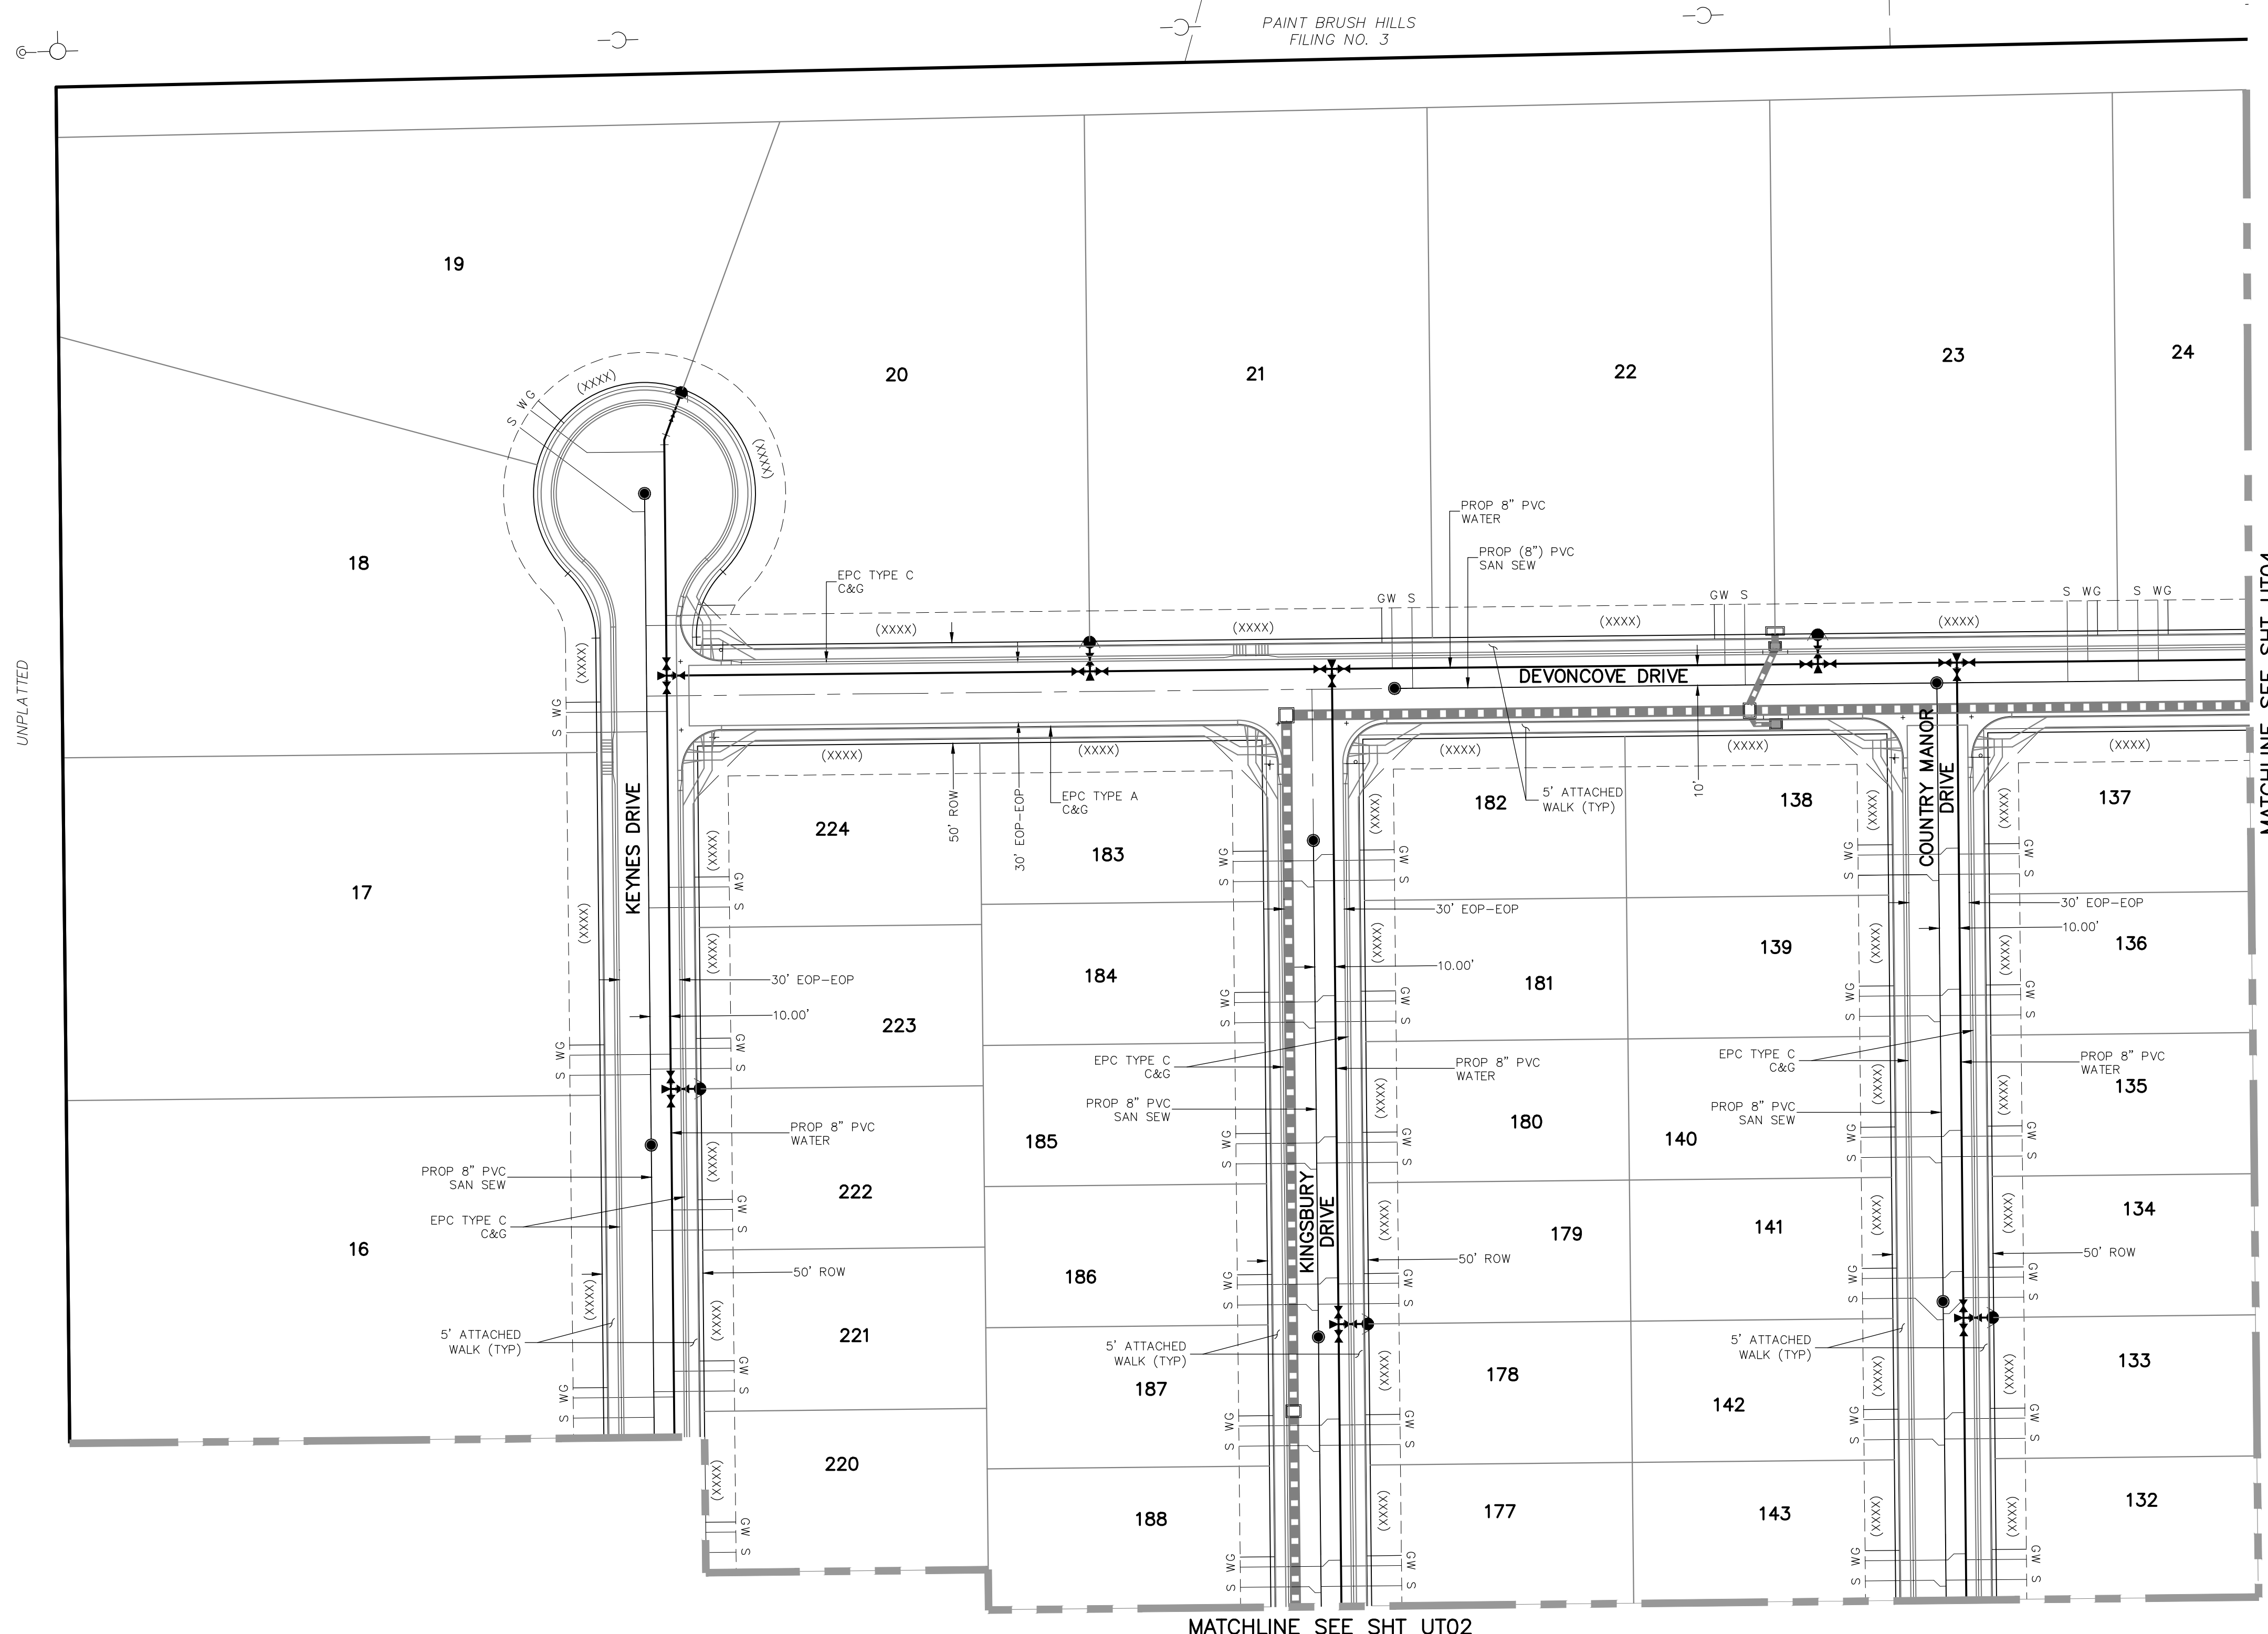 PAINT BRUSH HILLS
FILING NO. 3
UNPLATTED
19
20
21
22
23
24
18
17
16
S W G
(XXXX)
(XXXX)
PROP 8" PVC
WATER
PROP (8") PVC
SAN SEW
EPC TYPE C
C&G
GW S
GW S
S WG
S WG
(XXXX)
(XXXX)
(XXXX)
(XXXX)
DEVONCOVE DRIVE
MATCHLINE SEE SHT UT04
(XXXX)
(XXXX)
(XXXX)
(XXXX)
(XXXX)
5' ATTACHED
WALK (TYP)
10'
50' ROW
30' EOP-EOP
EPC TYPE A
C&G
KEYNES DRIVE
COUNTRY MANOR
DRIVE
224
183
182
138
137
30' EOP-EOP
10.00'
223
184
181
139
136
30' EOP-EOP
10.00'
30' EOP-EOP
10.00'
EPC TYPE C
C&G
PROP 8" PVC
SAN SEW
PROP 8" PVC
WATER
EPC TYPE C
C&G
PROP 8" PVC
SAN SEW
PROP 8" PVC
WATER
135
PROP 8" PVC
WATER
PROP 8" PVC
SAN SEW
EPC TYPE C
C&G
222
185
180
140
KINGSBURY
DRIVE
186
179
141
134
50' ROW
50' ROW
50' ROW
5' ATTACHED
WALK (TYP)
221
5' ATTACHED
WALK (TYP)
187
178
142
5' ATTACHED
WALK (TYP)
133
220
188
177
143
132
MATCHLINE SEE SHT UT02